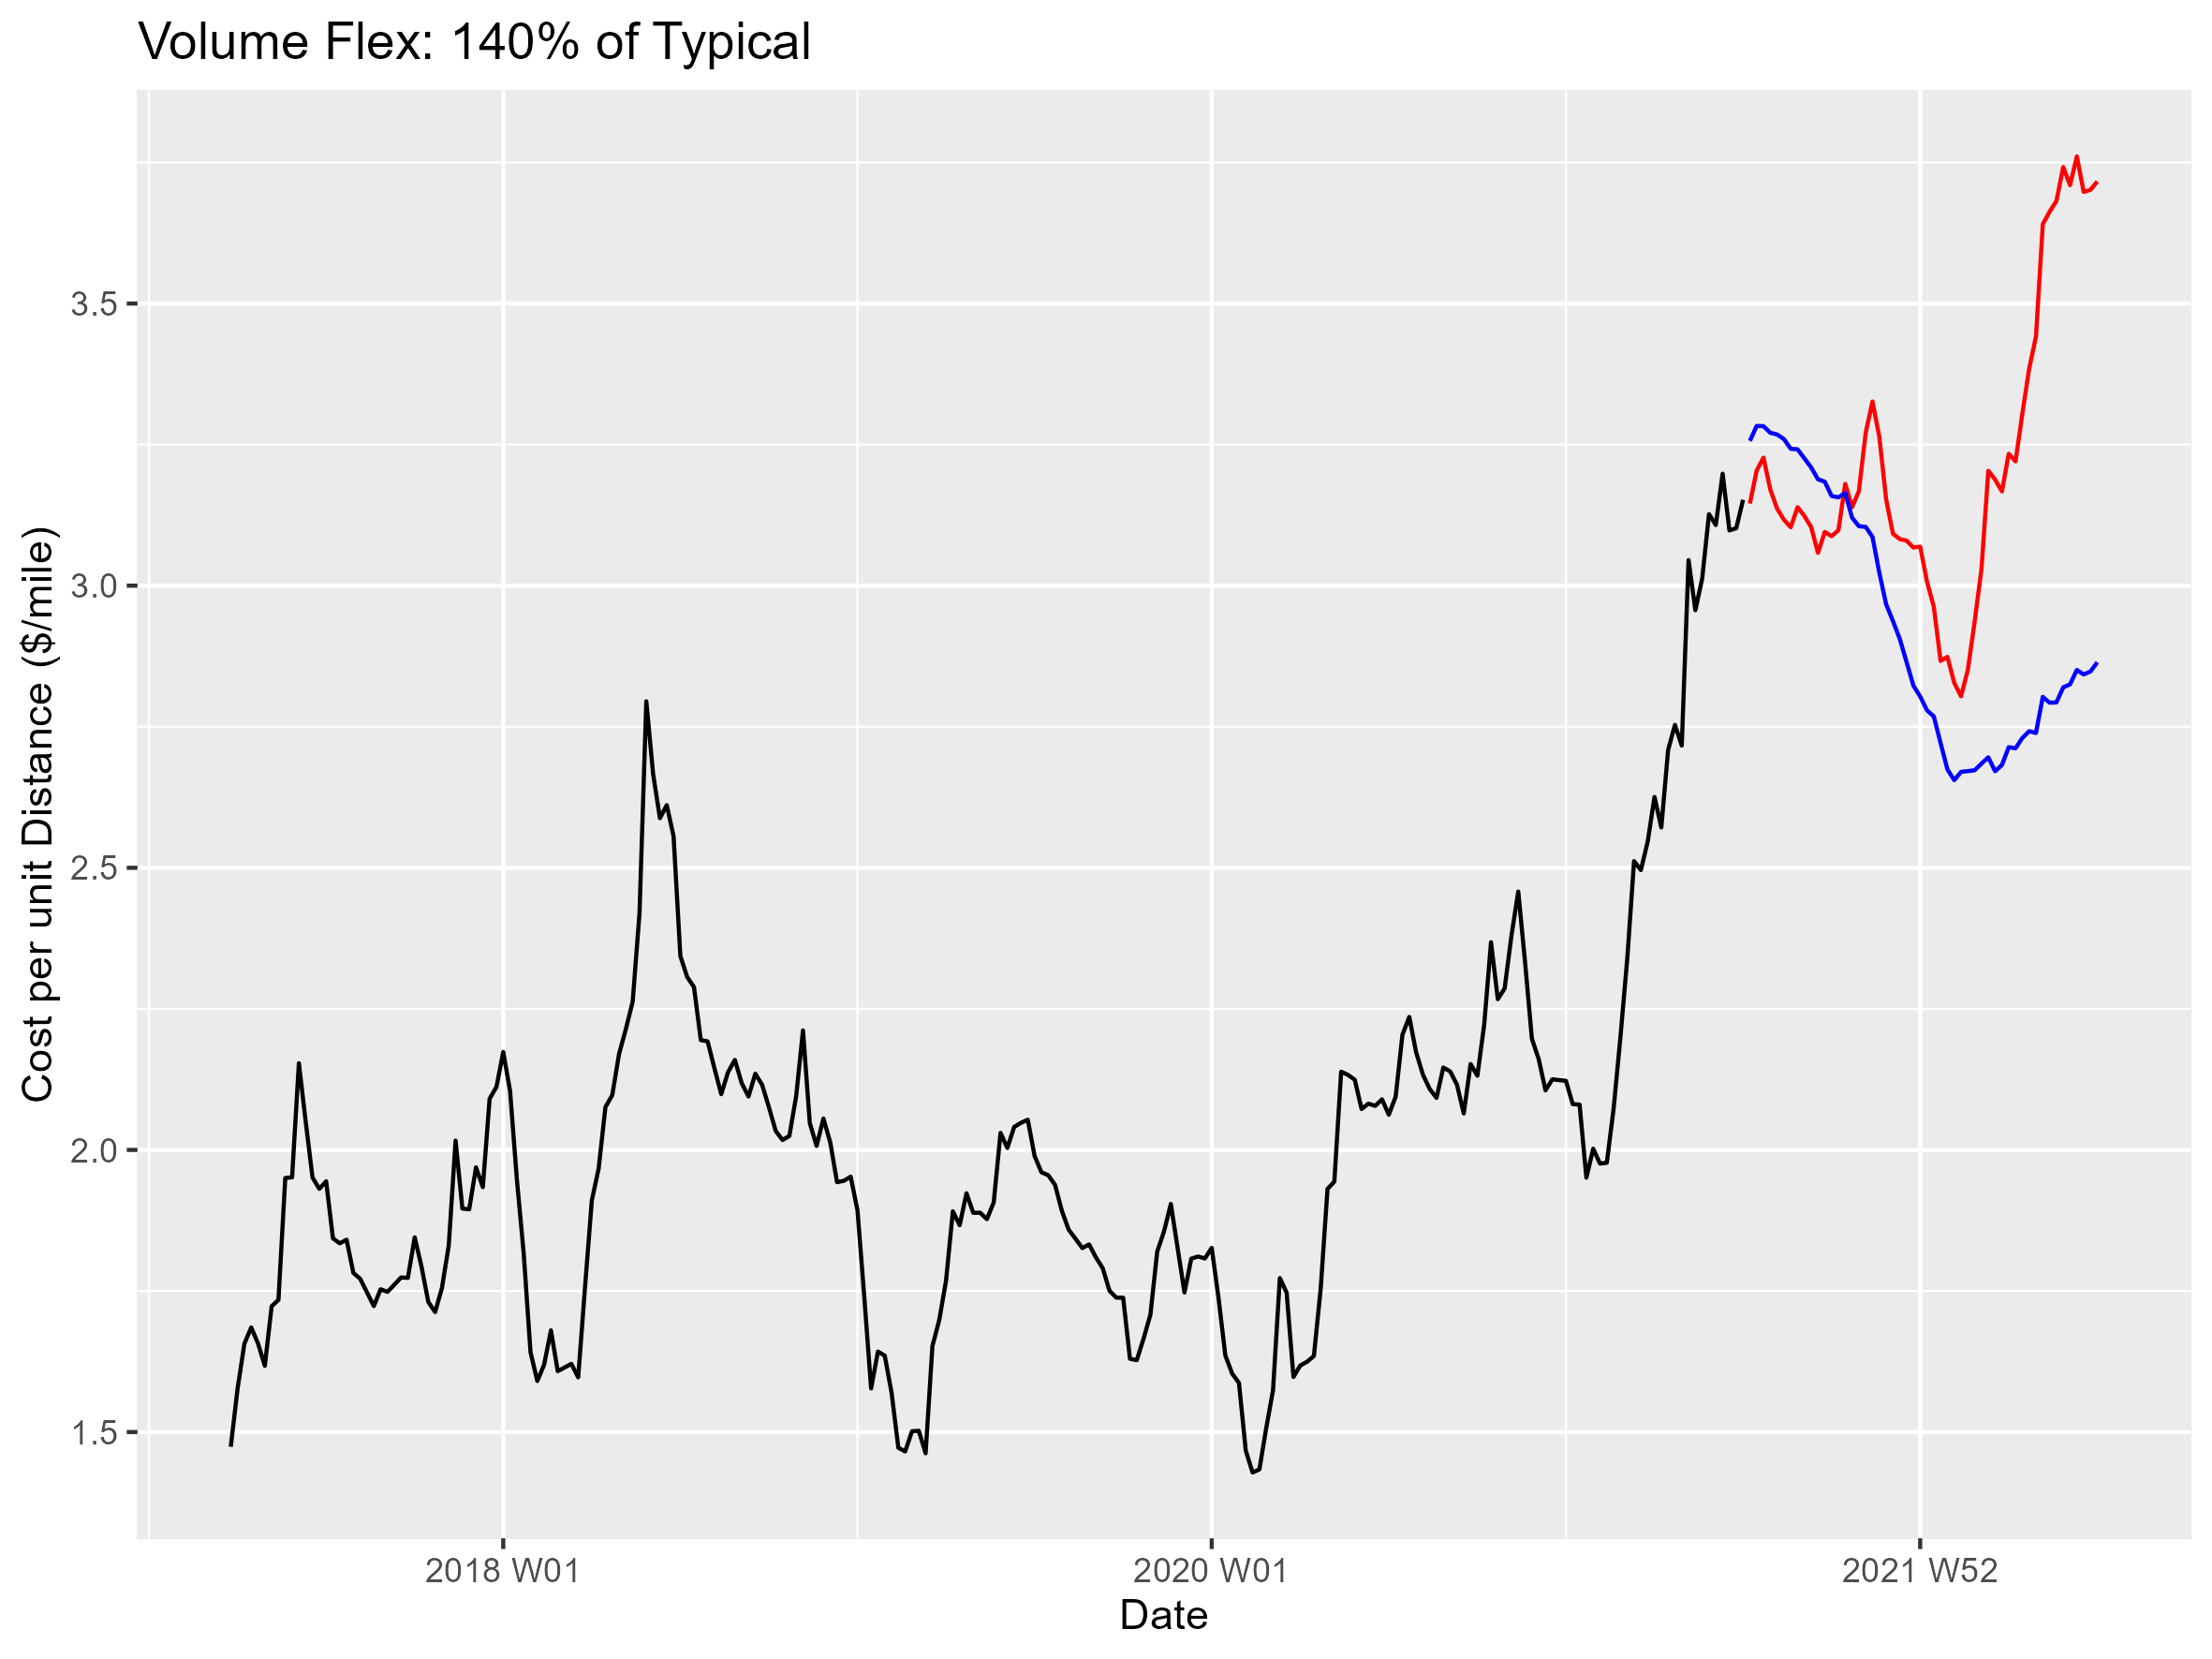 Volume Flex: 140% of Typical
Cost per unit Distance ($/mile)
3.5
3.0
2.5
2.0
1.5
2018 W01
2020 W01
2021 W52
Date